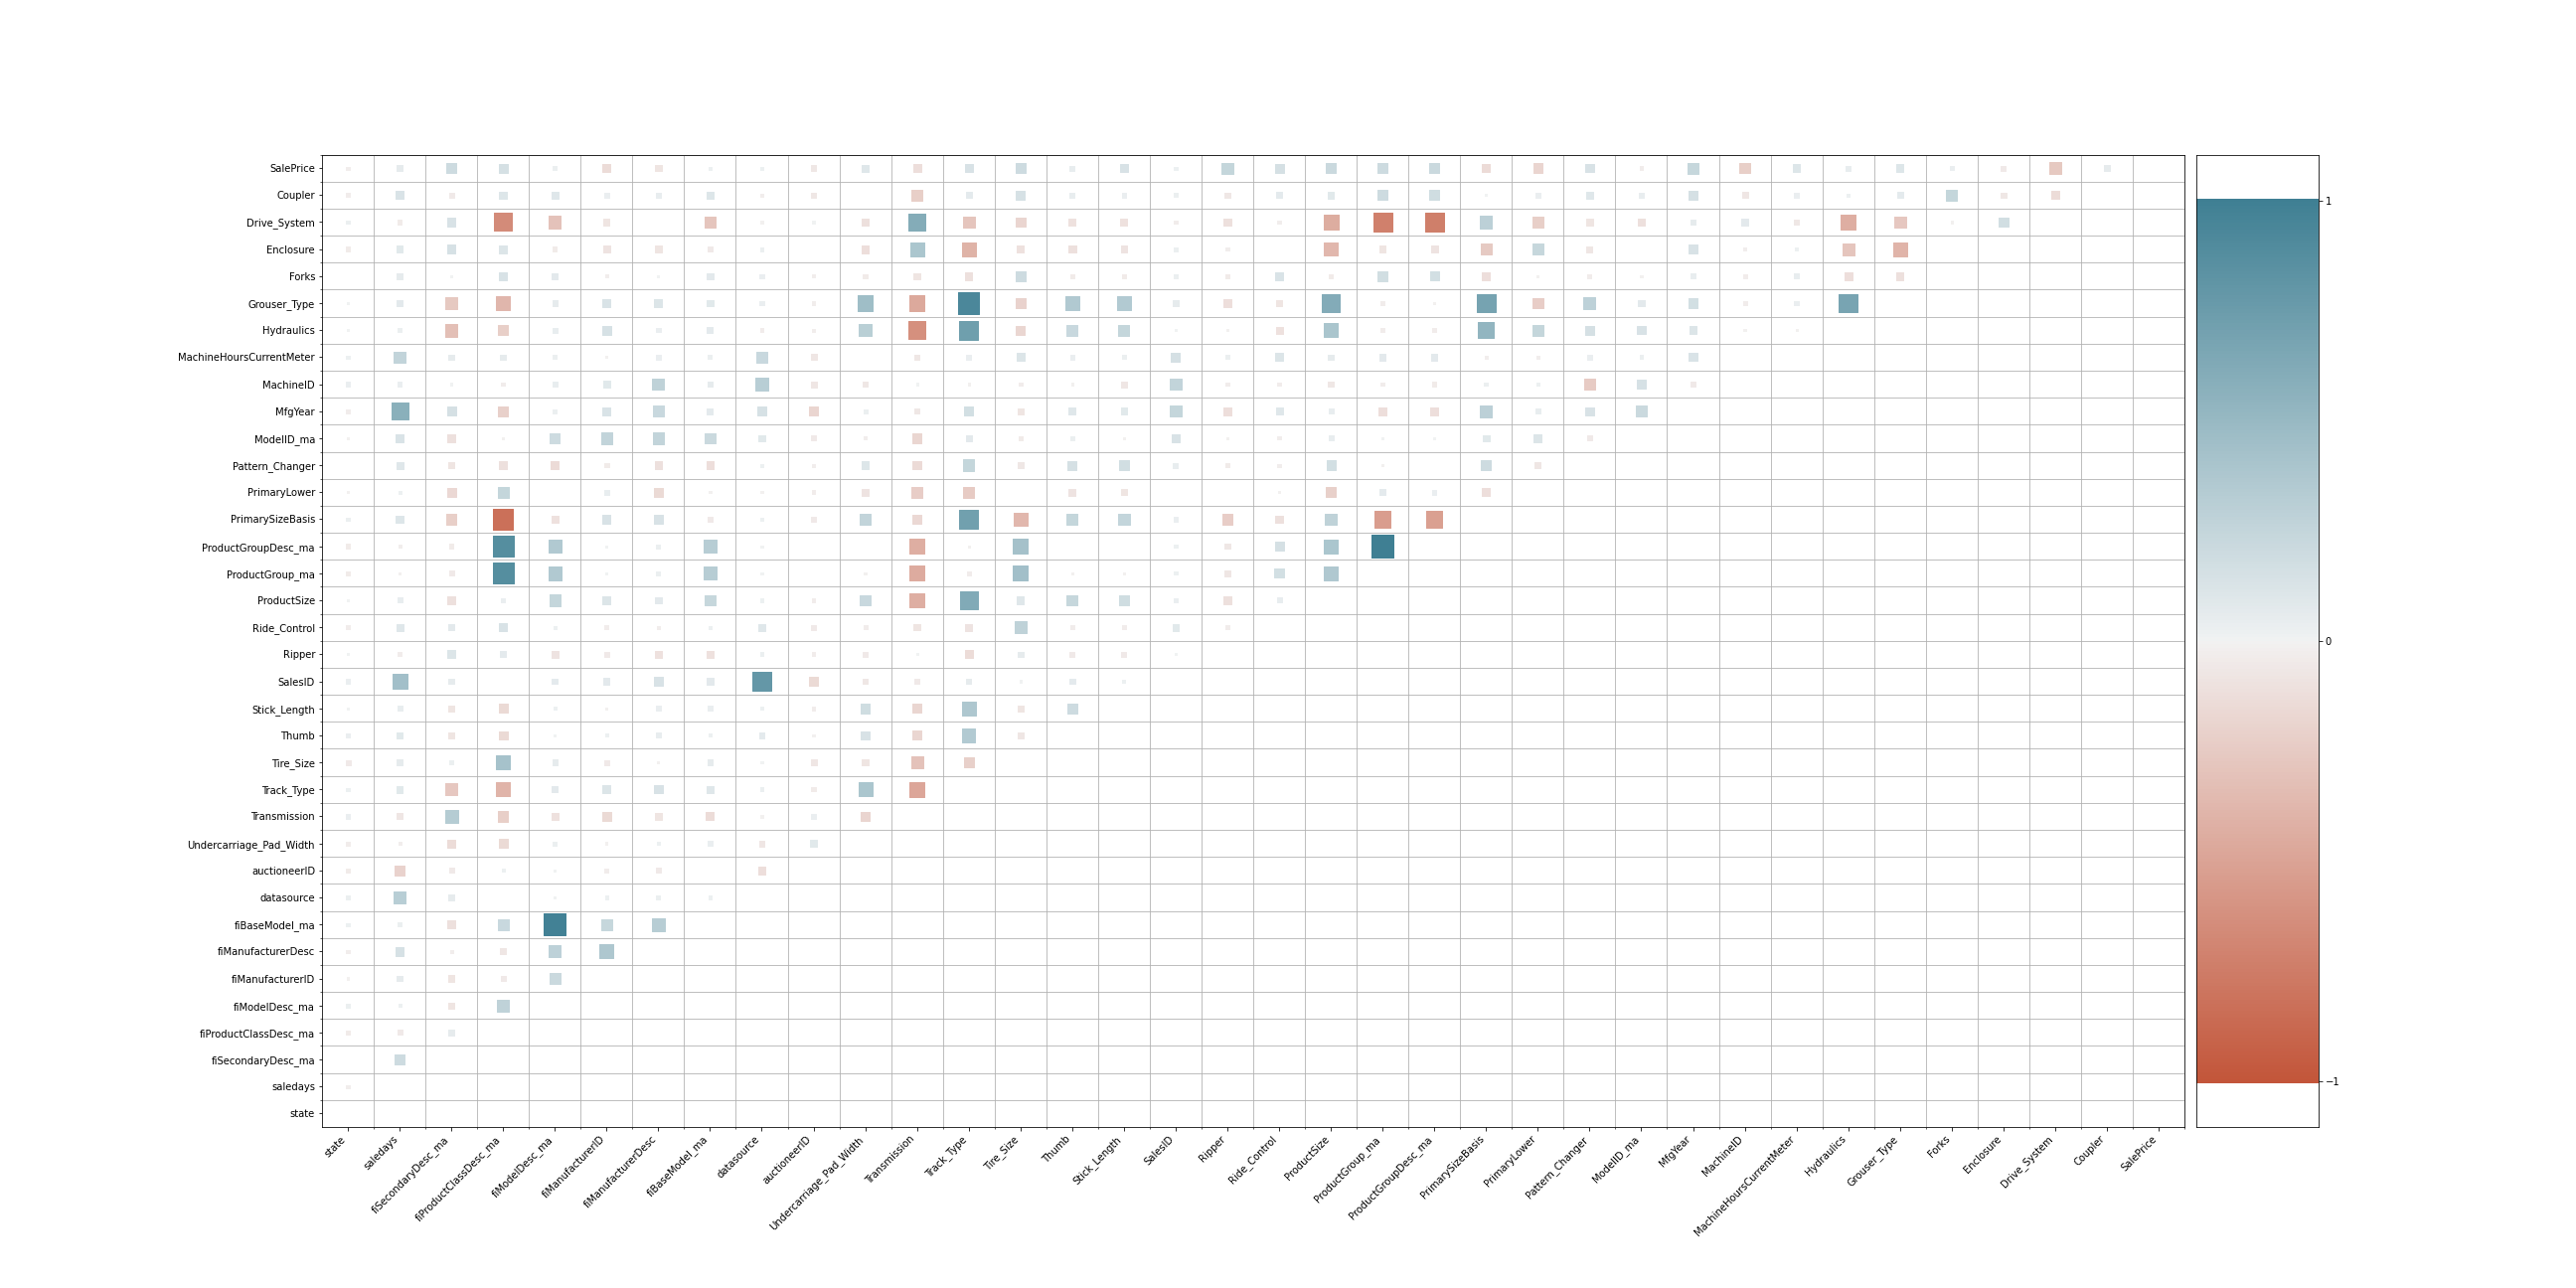 SalePrice
Coupler
Drive_System
Enclosure
Forks
Grouser_Type
Hydraulics
MachineHoursCurrentMeter
MachineID
MfgYear
ModelID_ma
Pattern_Changer
PrimaryLower
PrimarySizeBasis
ProductGroupDesc_ma
ProductGroup_ma
ProductSize
Ride_Control
Ripper
SalesID
Stick_Length
Thumb
Tire_Size
Track_Type
Transmission
Undercarriage_Pad_Width
auctioneerID
datasource
fiBaseModel_ma
fiManufacturerDesc
fiManufacturerID
fiModelDesc_ma
fiProductClassDesc_ma
fiSecondaryDesc_ma
saledays
state
state
saledays
fiSecondaryDesc_ma
fiProductClassDesc_ma
fiModelDesc_ma
fiManufacturerID
fiManufacturerDesc
fiBaseModel_ma
datasource
auctioneerID
Undercarriage_Pad_Width
Transmission
Track_Type
Tire_Size
Thumb
Stick_Length
SalesID
Ripper
Ride_Control
ProductSize
ProductGroup_ma
ProductGroupDesc_ma
PrimarySizeBasis
PrimaryLower
Pattern_Changer
ModelID_ma
MfgYear
MachineID
MachineHoursCurrentMeter
Hydraulics
Grouser_Type
Forks
Enclosure
Drive_System
Coupler
SalePrice
1
0
−1